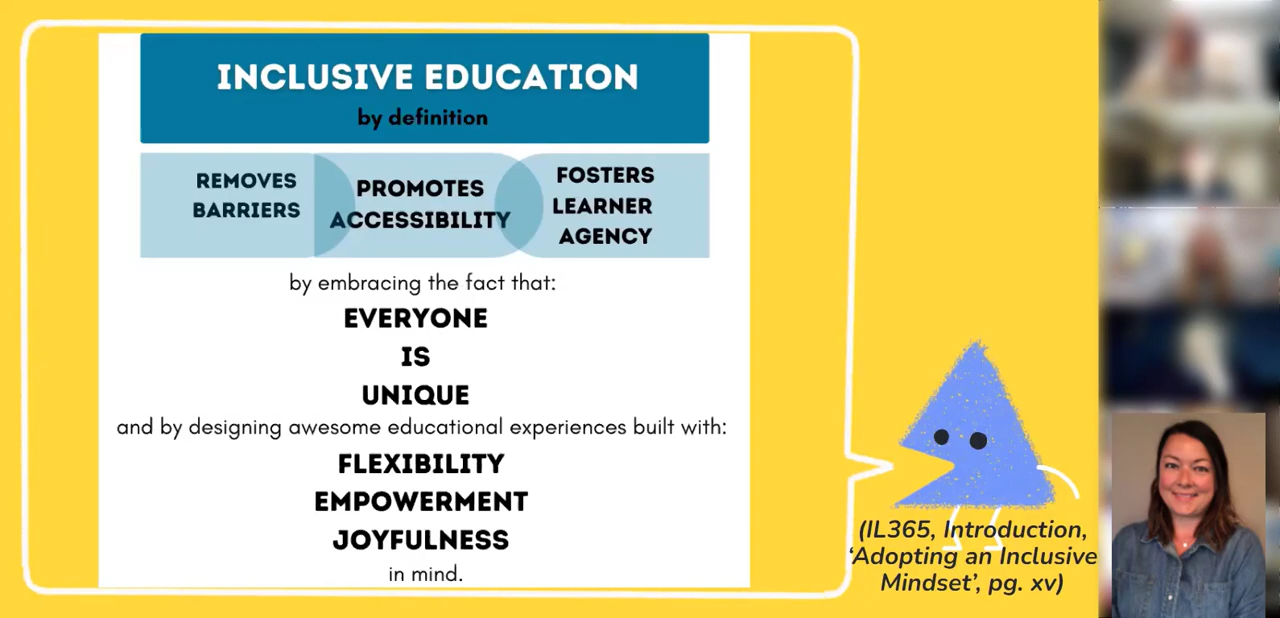 INCLUSIVE EDUCATION
by definition
REMOVES
BARRIERS
PROMOTES
ACCESSIBILITY
FOSTERS
LEARNER
AGENCY
by embracing the fact that:
EVERYONE
IS
UNIQUE
and by designing awesome educational experiences built with:
FLEXIBILITY
EMPOWERMENT
JOYFULNESS
in mind.
(IL365, Introduction,
‘Adopting an Inclusive
Mindset’, pg. xv)